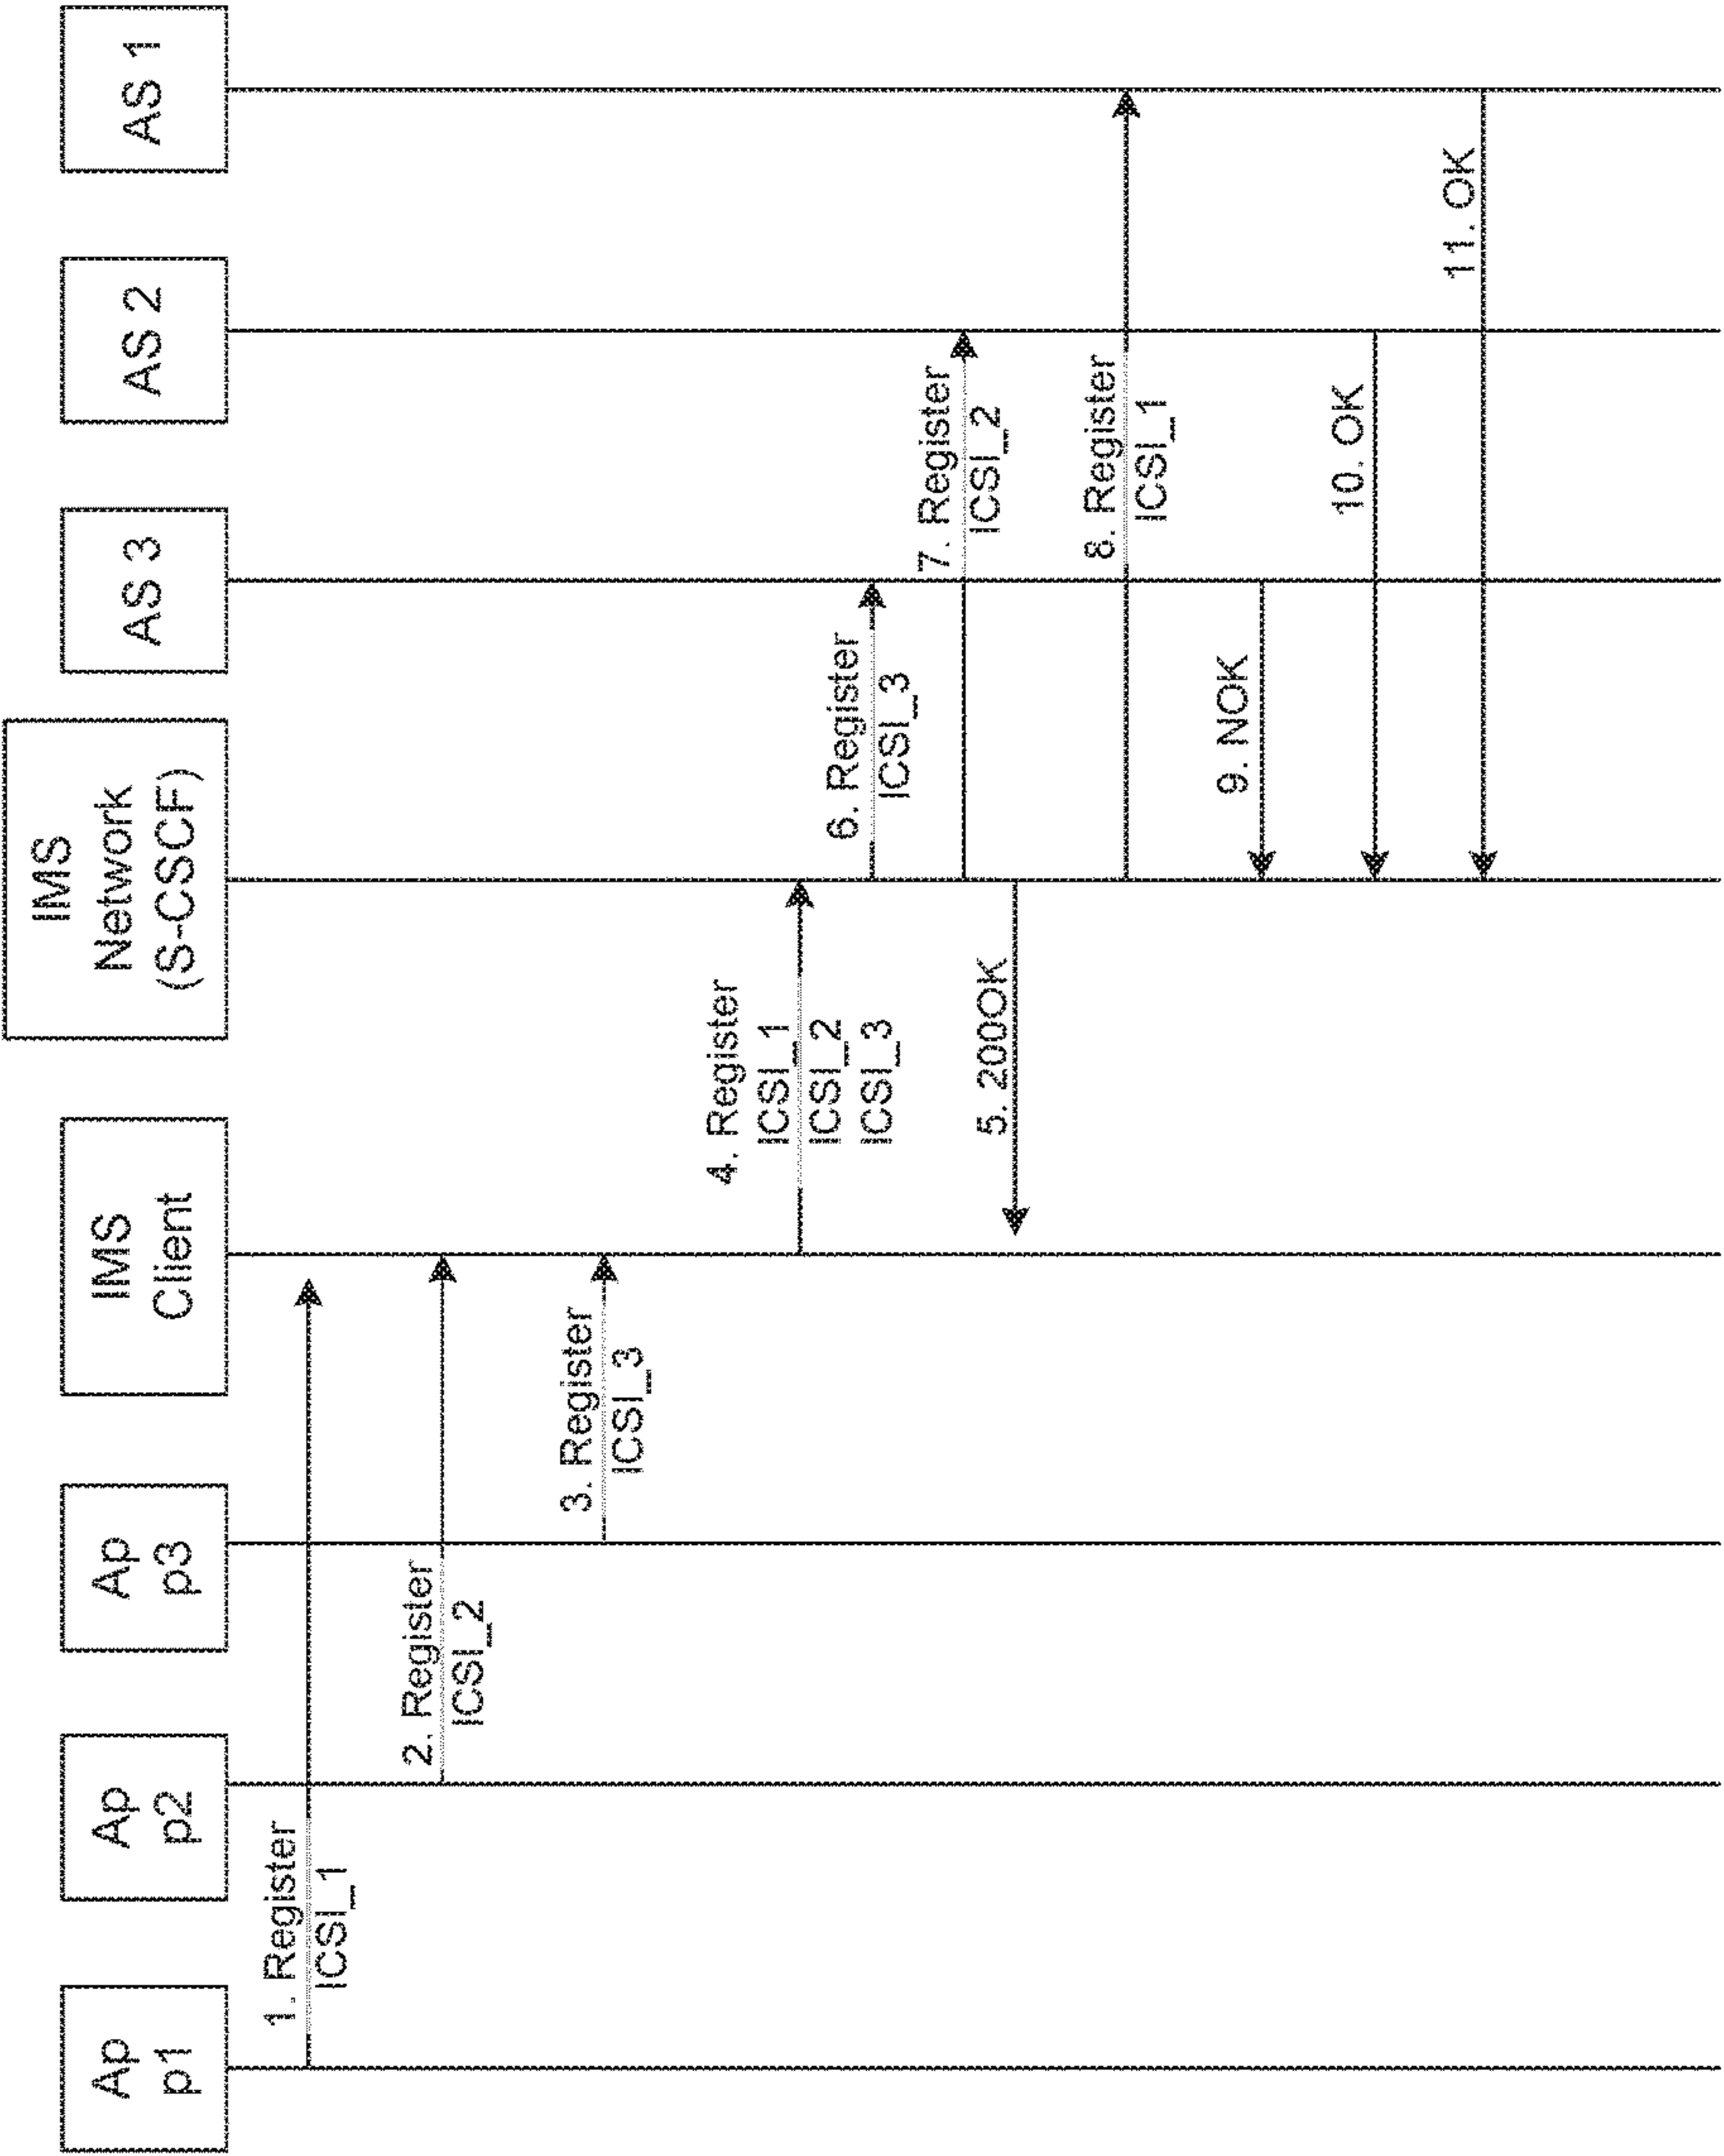 Ap
p1
Ap
p2
Ap
p3
IMS
Client
IMS
Network
(S-CSCF)
AS 3
AS 2
AS 1
1. Register
ICSI_1
2. Register
ICSI_2
3. Register
ICSI_3
4. Register
ICSI_1
ICSI_2
ICSI_3
6. Register
ICSI_3
7. Register
ICSI_2
5. 200OK
8. Register
ICSI_1
9. NOK
10. OK
11. OK